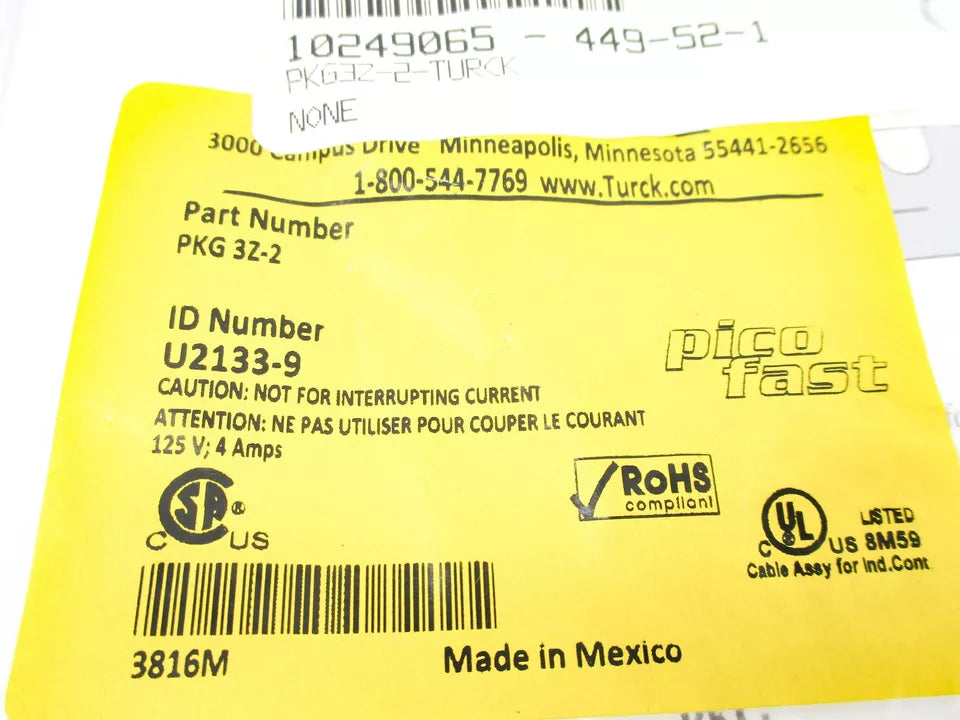 10249065 - 449-52-1
PKG3Z-2-TURCK
NONE
3000 Campus Drive Minneapolis, Minnesota 55441-2656
1-800-544-7769 www.Turck.com
Part Number
PKG 3Z-2
ID Number
U2133-9
pico
fast
CAUTION: NOT FOR INTERRUPTING CURRENT
ATTENTION: NE PAS UTILISER POUR COUPER LE COURANT
125 V; 4 Amps
SA ®
C US
RoHS
compliant
UL ®
C US
LISTED
8M59
Cable Assy for Ind.Cont
3816M
Made in Mexico